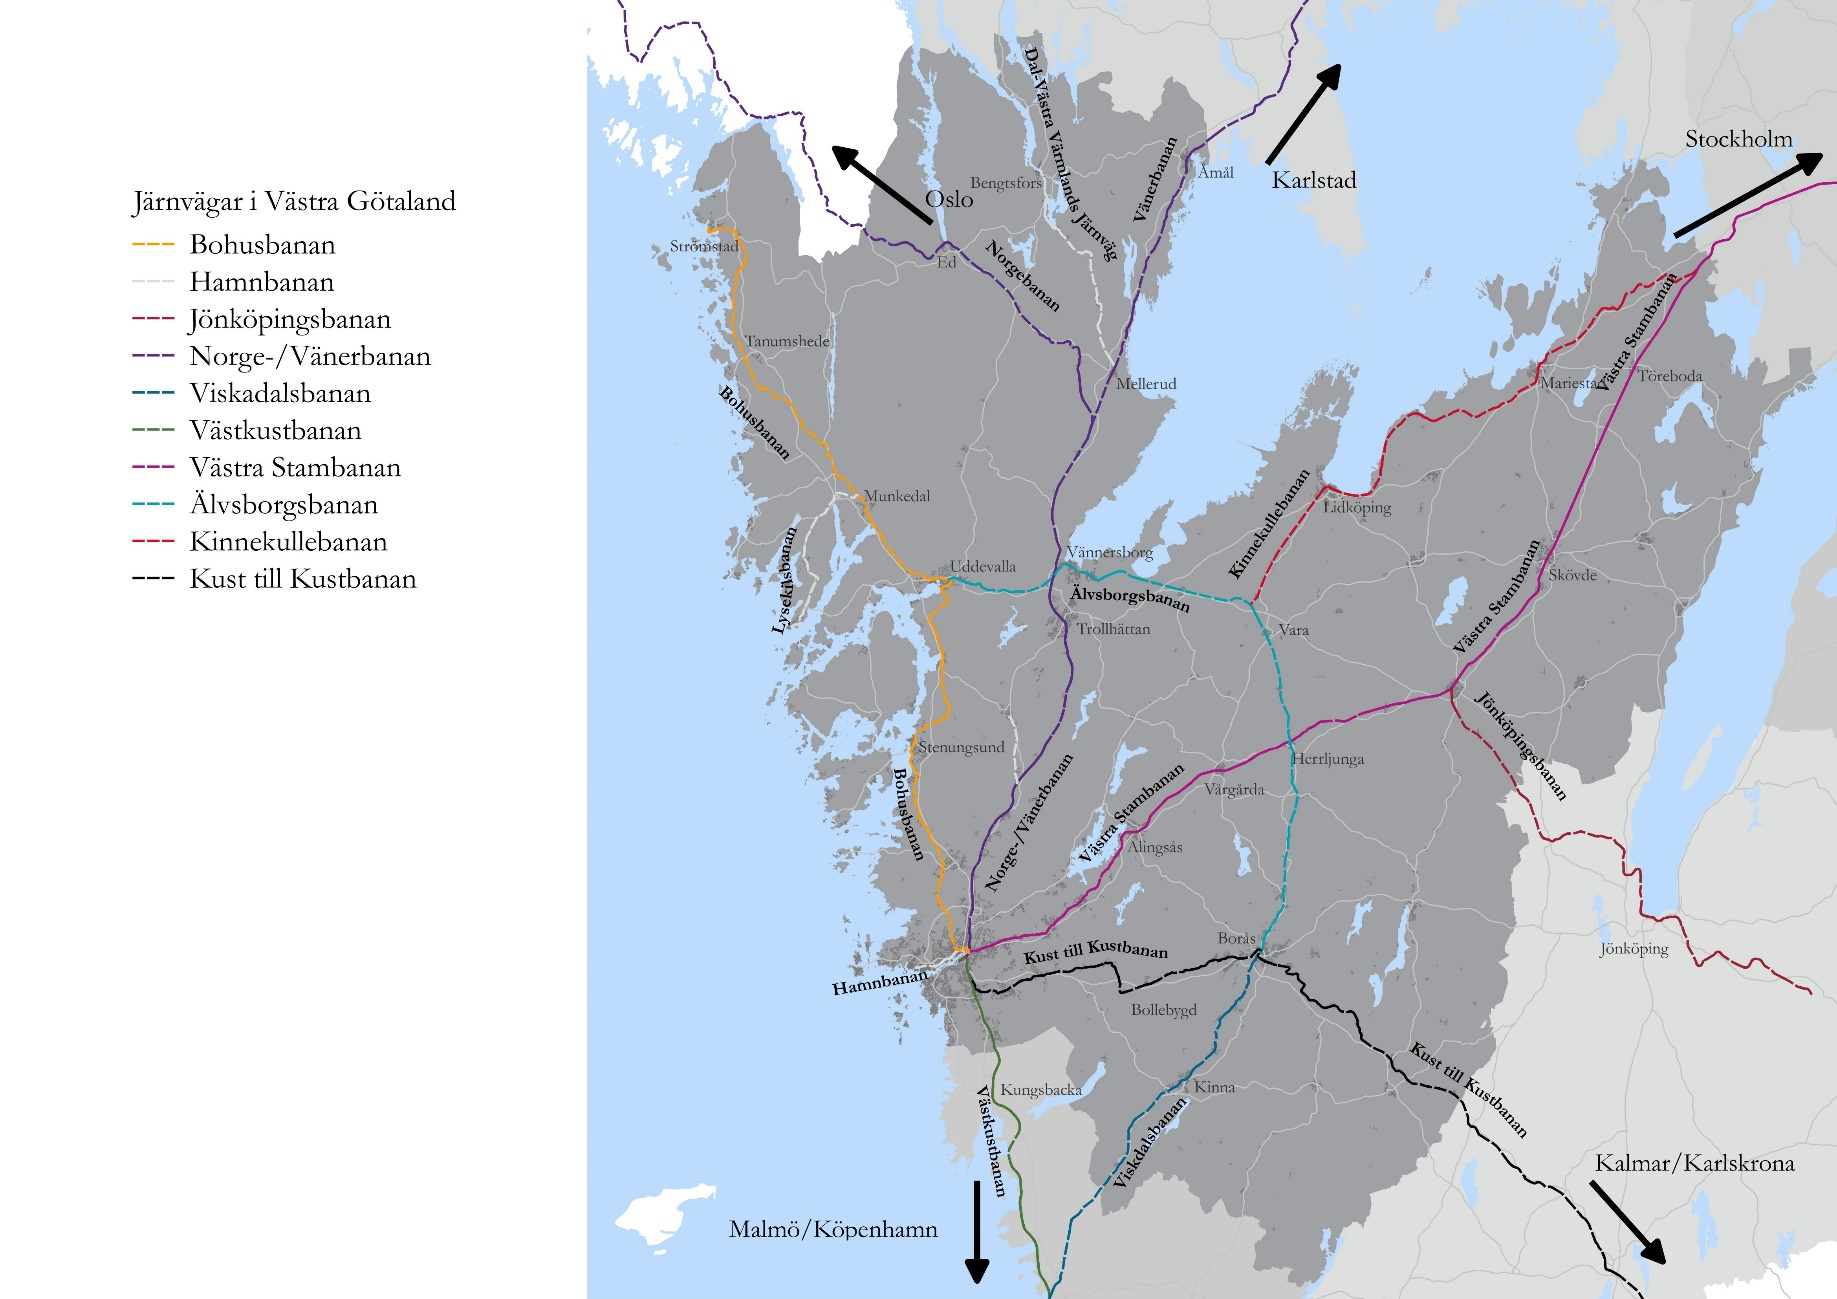 Järnvägar i Västra Götaland
Bohusbanan
Hamnbanan
Jönköpingsbanan
Norge-/Vänerbanan
Viskadalsbanan
Västkustbanan
Västra Stambanan
Älvsborgsbanan
Kinnekullebanan
Kust till Kustbanan
Dal-Västra Värmlands Järnväg
Stockholm
Vänerbanan
Åmål
Karlstad
Bengtsfors
Oslo
Strömstad
Ed
Norgebanan
Tanumshede
Västra Stambanan
Mellerud
Mariestad
Töreboda
Bohusbanan
Munkedal
Kinnekullebanan
Lidköping
Lysekilsbanan
Uddevalla
Vännersborg
Älvsborgsbanan
Västra Stambanan
Skövde
Trollhättan
Vara
Stenungsund
Herrljunga
Jönköpingsbanan
Bohusbanan
Norge-/Vänerbanan
Västra Stambanan
Vårgårda
Alingsås
Borås
Kust till Kustbanan
Jönköping
Hamnbanan
Bollebygd
Kust till Kustbanan
Kungsbacka
Kinna
Västkustbanan
Viskdalsbanan
Kalmar/Karlskrona
Malmö/Köpenhamn